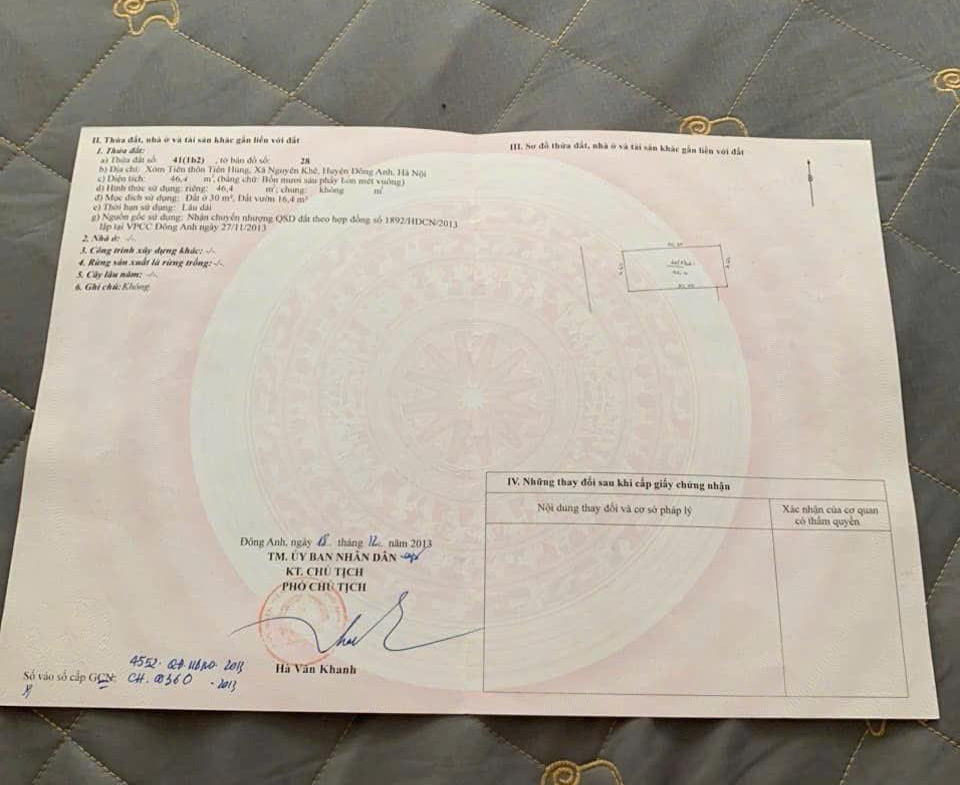 II. Thửa đất, nhà ở và tài sản khác gắn liền với đất
1. Thửa đất:
a) Thửa đất số: 41(1b2) , tờ bản đồ số: 28
b) Địa chỉ: Xóm Tiên thôn Tiên Hùng, Xã Nguyên Khê, Huyện Đông Anh, Hà Nội
c) Diện tích: 46,4 m², (bằng chữ: Bốn mươi sáu phẩy bốn mét vuông)
d) Hình thức sử dụng: riêng: 46,4 m²; chung: không m²
đ) Mục đích sử dụng: Đất ở 30 m², Đất vườn 16,4 m²
e) Thời hạn sử dụng: Lâu dài
g) Nguồn gốc sử dụng: Nhận chuyển nhượng QSD đất theo hợp đồng số 1892/HDCN/2013
lập tại VPCC Đông Anh ngày 27/11/2013
2. Nhà ở: -/-
3. Công trình xây dựng khác: -/-
4. Rừng sản xuất là rừng trồng: -/-
5. Cây lâu năm: -/-
6. Ghi chú: Không
III. Sơ đồ thửa đất, nhà ở và tài sản khác gắn liền với đất
IV. Những thay đổi sau khi cấp giấy chứng nhận
Nội dung thay đổi và cơ sở pháp lý
Xác nhận của cơ quan
có thẩm quyền
Đông Anh, ngày 18 tháng 12 năm 2013
TM. ỦY BAN NHÂN DÂN
KT. CHỦ TỊCH
PHÓ CHỦ TỊCH
Hà Văn Khanh
4552 QĐ.UBND 2013
Số vào sổ cấp GCN: CH. 0360 - 2013